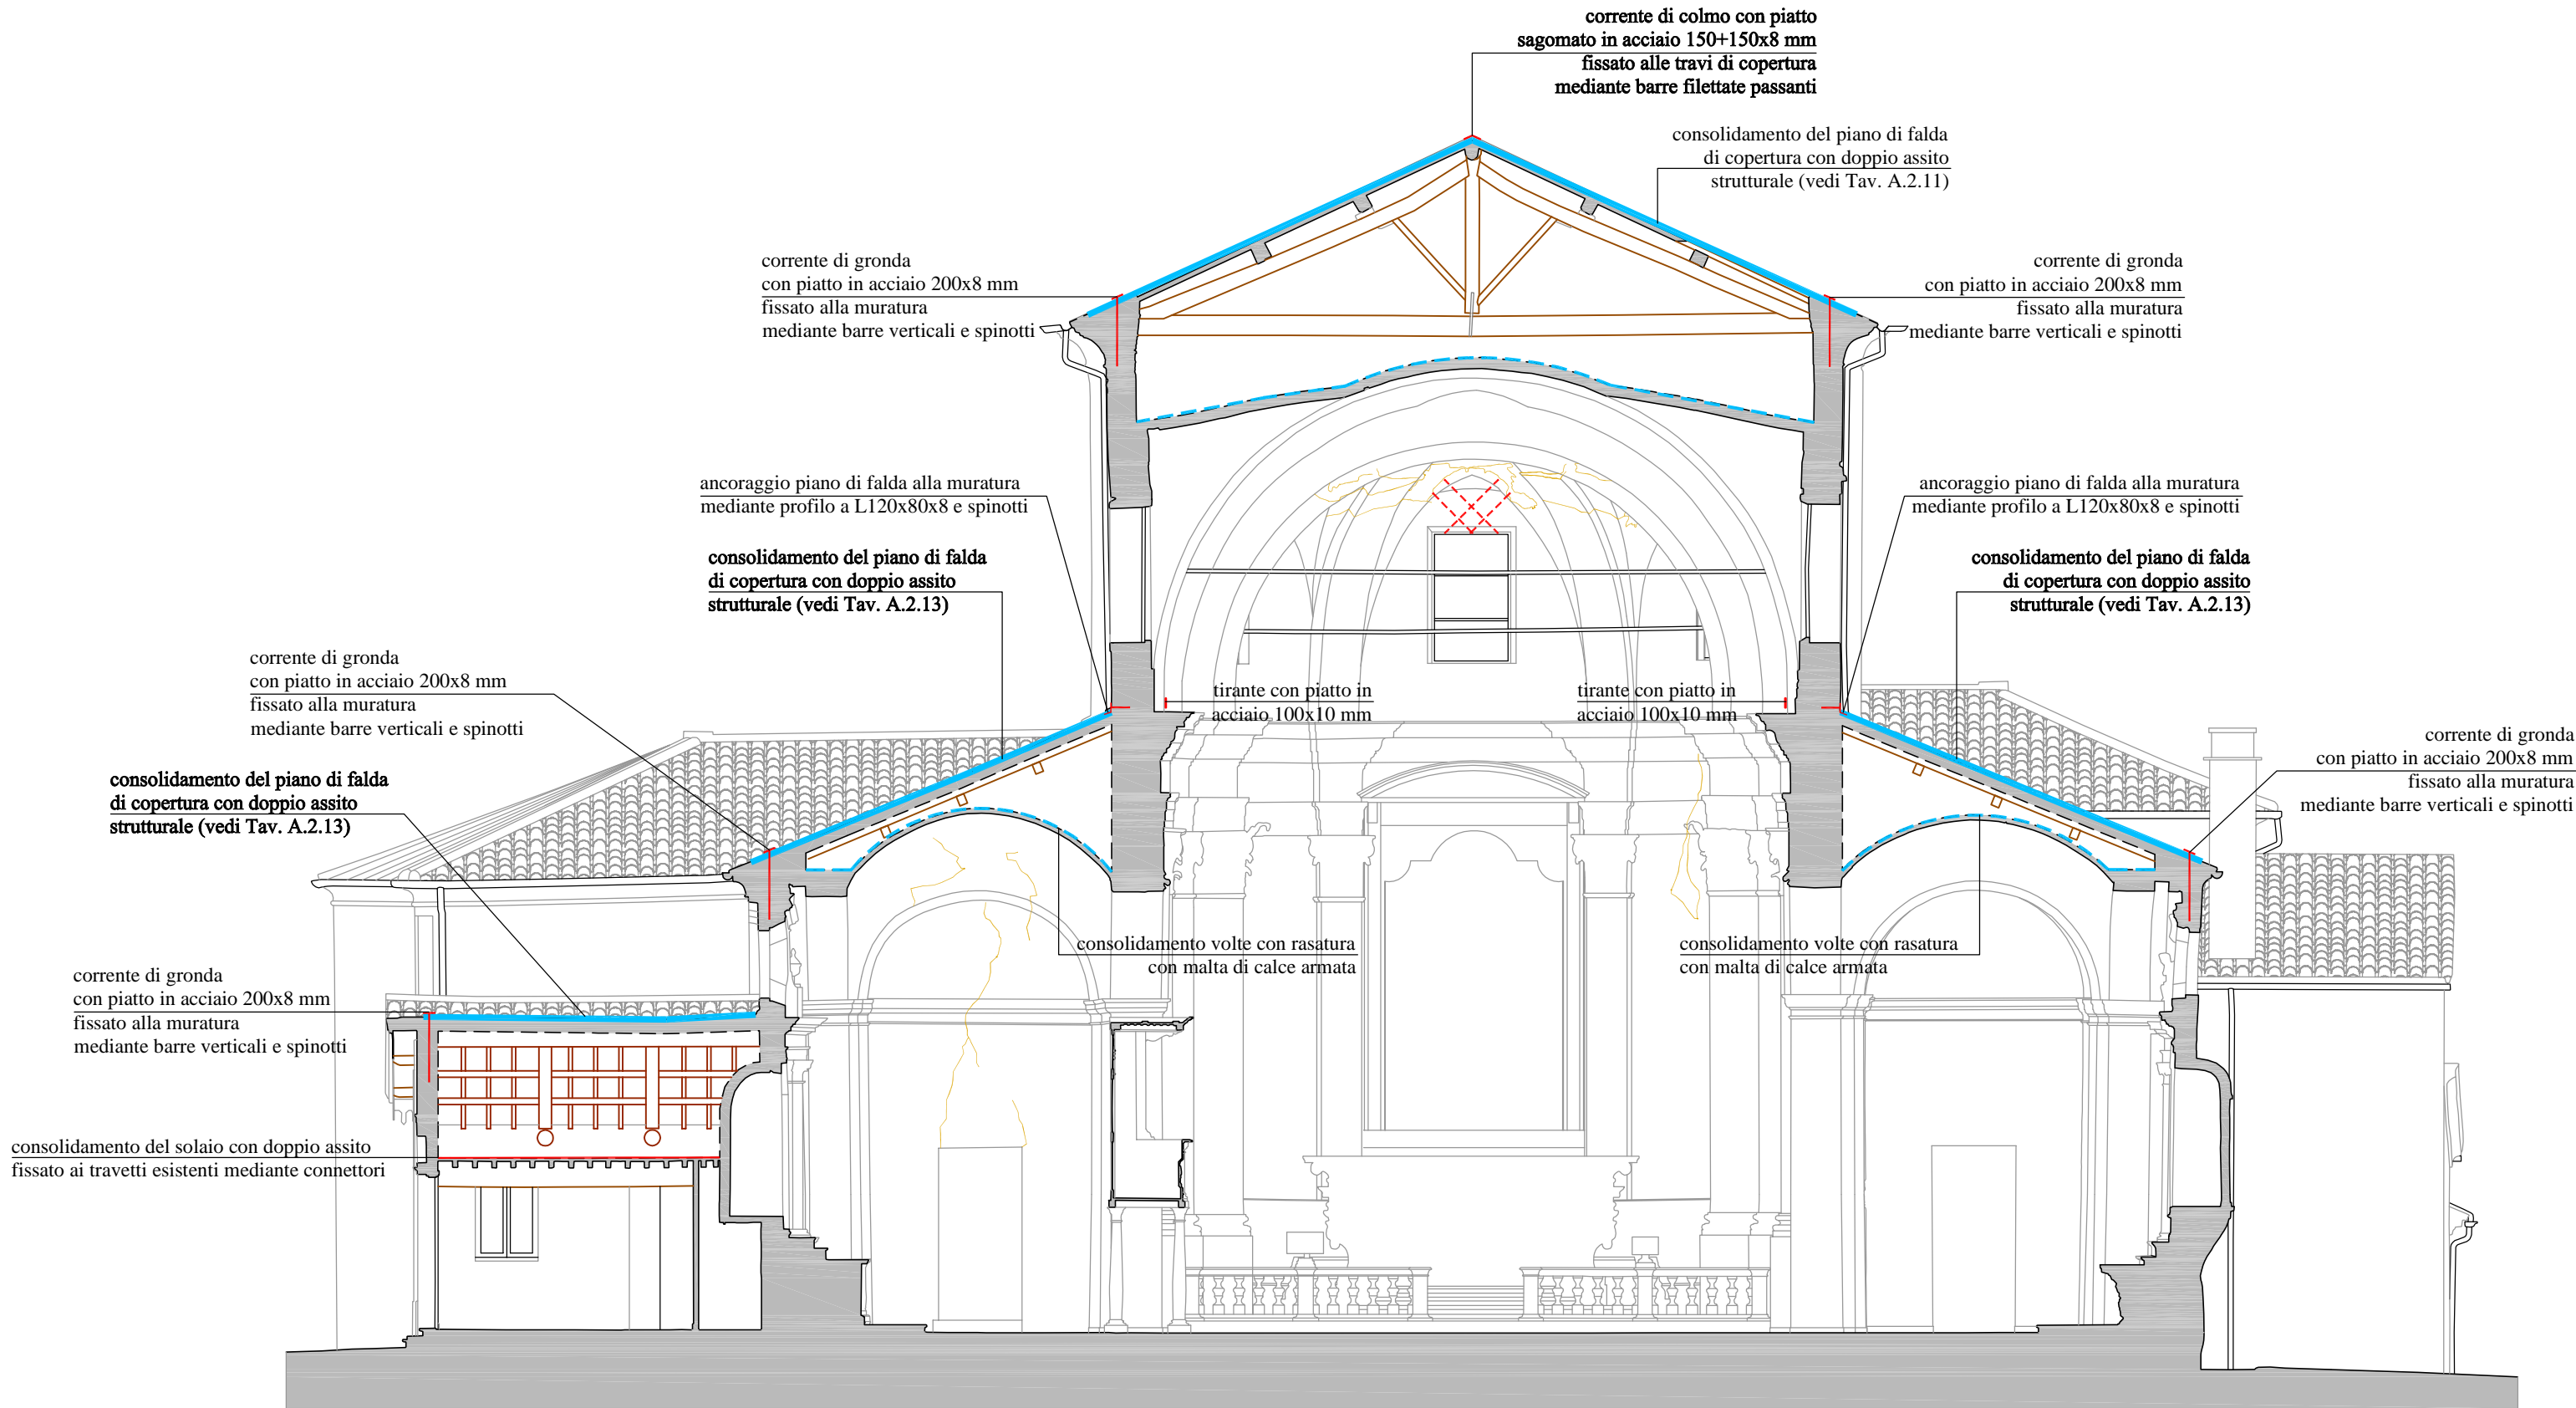 corrente di colmo con piatto
sagomato in acciaio 150+150x8 mm
fissato alle travi di copertura
mediante barre filettate passanti
consolidamento del piano di falda
di copertura con doppio assito
strutturale (vedi Tav. A.2.11)
corrente di gronda
con piatto in acciaio 200x8 mm
fissato alla muratura
mediante barre verticali e spinotti
corrente di gronda
con piatto in acciaio 200x8 mm
fissato alla muratura
mediante barre verticali e spinotti
ancoraggio piano di falda alla muratura
mediante profilo a L120x80x8 e spinotti
ancoraggio piano di falda alla muratura
mediante profilo a L120x80x8 e spinotti
consolidamento del piano di falda
di copertura con doppio assito
strutturale (vedi Tav. A.2.13)
consolidamento del piano di falda
di copertura con doppio assito
strutturale (vedi Tav. A.2.13)
corrente di gronda
con piatto in acciaio 200x8 mm
fissato alla muratura
mediante barre verticali e spinotti
tirante con piatto in
acciaio 100x10 mm
tirante con piatto in
acciaio 100x10 mm
corrente di gronda
con piatto in acciaio 200x8 mm
fissato alla muratura
mediante barre verticali e spinotti
consolidamento del piano di falda
di copertura con doppio assito
strutturale (vedi Tav. A.2.13)
consolidamento volte con rasatura
con malta di calce armata
consolidamento volte con rasatura
con malta di calce armata
corrente di gronda
con piatto in acciaio 200x8 mm
fissato alla muratura
mediante barre verticali e spinotti
consolidamento del solaio con doppio assito
fissato ai travetti esistenti mediante connettori